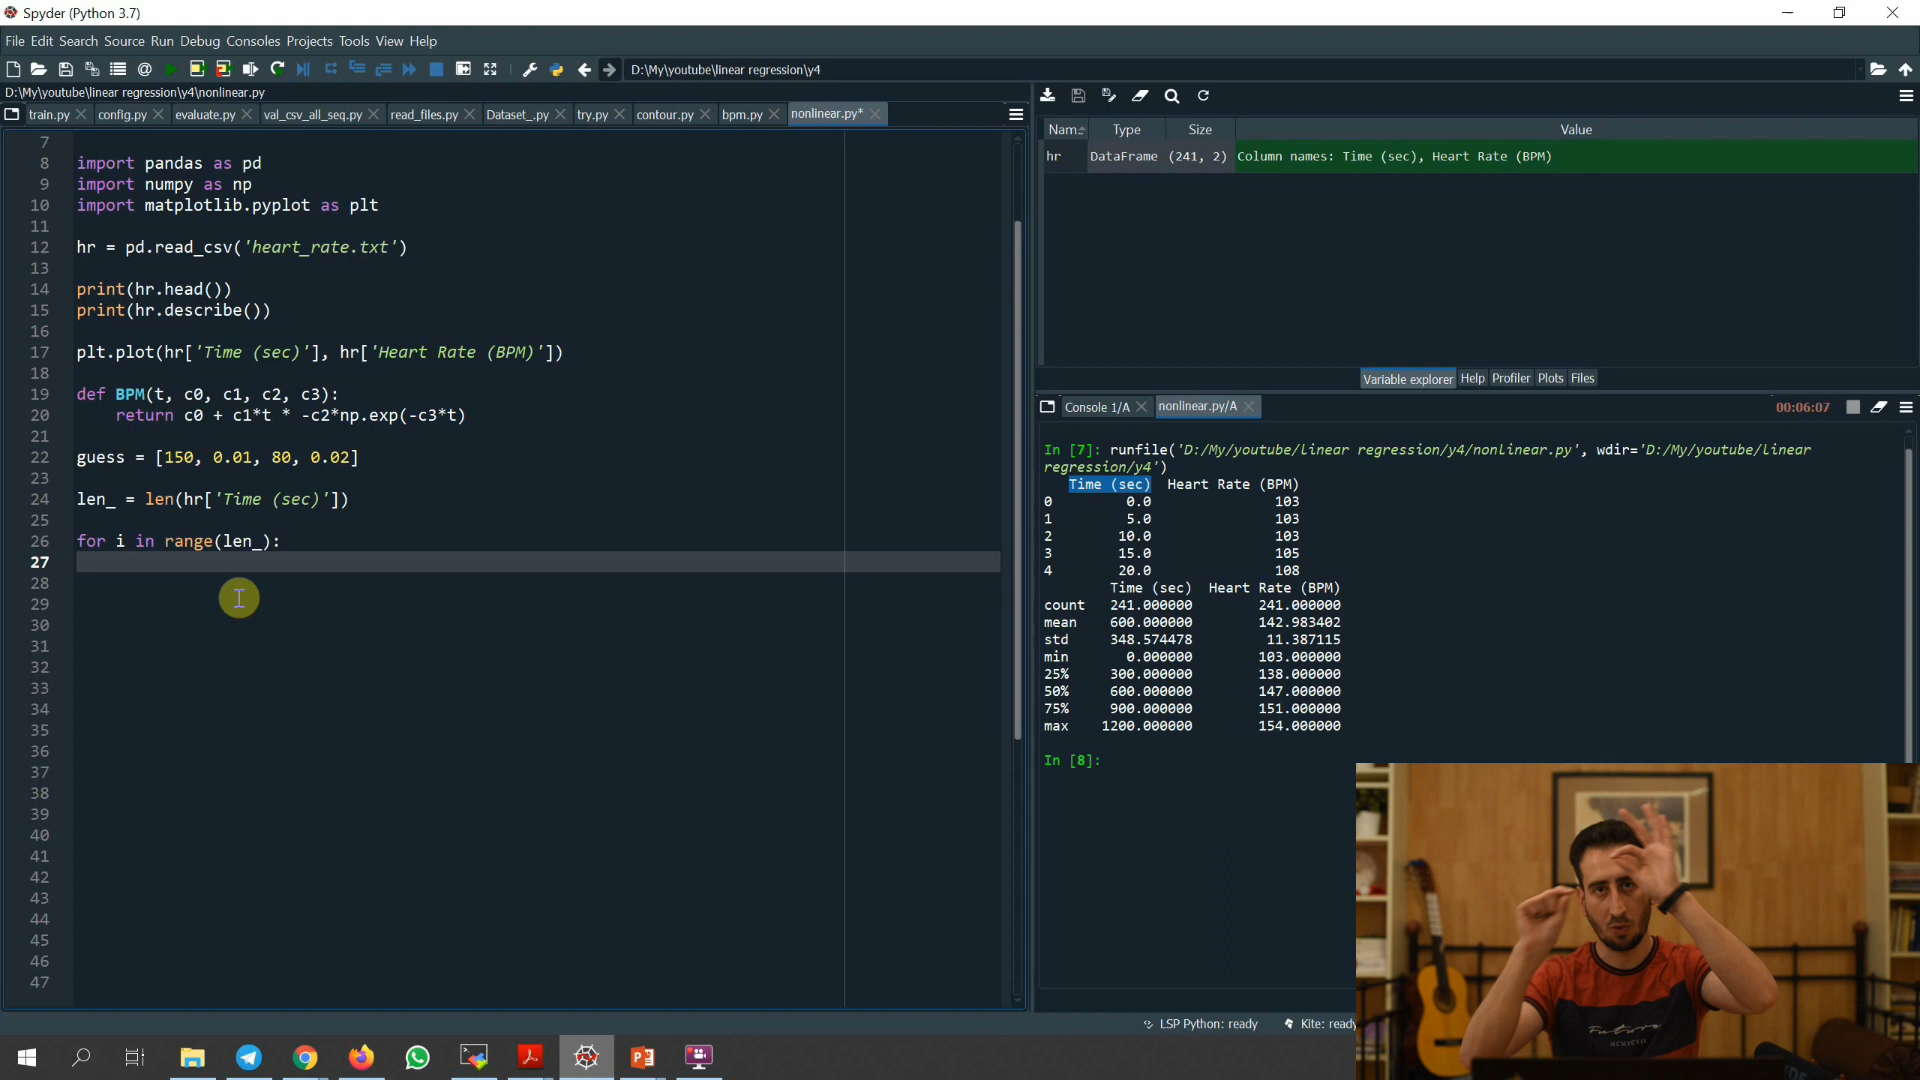 Spyder (Python 3.7)
File Edit Search Source Run Debug Consoles Projects Tools View Help
D:\My\youtube\linear regression\y4
D:\My\youtube\linear regression\y4\nonlinear.py
train.py config.py evaluate.py val_csv_all_seq.py read_files.py Dataset_.py try.py contour.py bpm.py nonlinear.py*
7
8 import pandas as pd
9 import numpy as np
10 import matplotlib.pyplot as plt
11
12 hr = pd.read_csv('heart_rate.txt')
13
14 print(hr.head())
15 print(hr.describe())
16
17 plt.plot(hr['Time (sec)'], hr['Heart Rate (BPM)'])
18
19 def BPM(t, c0, c1, c2, c3):
20     return c0 + c1*t * -c2*np.exp(-c3*t)
21
22 guess = [150, 0.01, 80, 0.02]
23
24 len_ = len(hr['Time (sec)'])
25
26 for i in range(len_):
27
28
29
30
31
32
33
34
35
36
37
38
39
40
41
42
43
44
45
46
47
Nam Type Size Value
hr DataFrame (241, 2) Column names: Time (sec), Heart Rate (BPM)
Variable explorer Help Profiler Plots Files
Console 1/A nonlinear.py/A 00:06:07
In [7]: runfile('D:/My/youtube/linear regression/y4/nonlinear.py', wdir='D:/My/youtube/linear
regression/y4')
Time (sec) Heart Rate (BPM)
0 0.0 103
1 5.0 103
2 10.0 103
3 15.0 105
4 20.0 108
Time (sec) Heart Rate (BPM)
count 241.000000 241.000000
mean 600.000000 142.983402
std 348.574478 11.387115
min 0.000000 103.000000
25% 300.000000 138.000000
50% 600.000000 147.000000
75% 900.000000 151.000000
max 1200.000000 154.000000
In [8]:
LSP Python: ready Kite: ready
Future